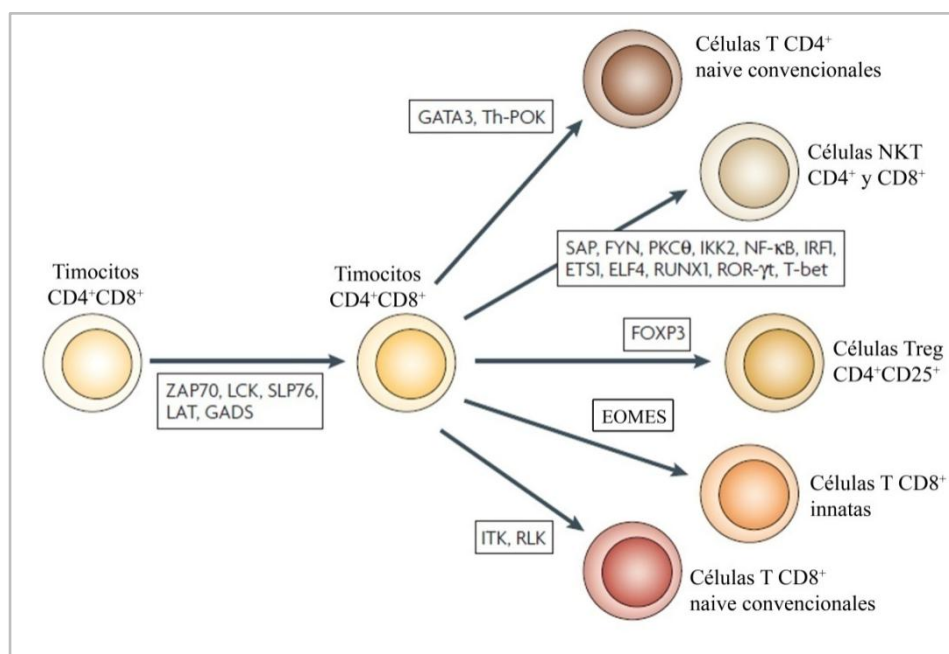 Células T CD4⁺
naive convencionales
GATA3, Th-POK
Células NKT
CD4⁺ y CD8⁺
SAP, FYN, PKCθ, IKK2, NF-κB, IRF1,
ETS1, ELF4, RUNX1, ROR-γt, T-bet
Timocitos
CD4⁺CD8⁺
Timocitos
CD4⁺CD8⁺
FOXP3
Células Treg
CD4⁺CD25⁺
ZAP70, LCK, SLP76,
LAT, GADS
EOMES
Células T CD8⁺
innatas
ITK, RLK
Células T CD8⁺
naive convencionales